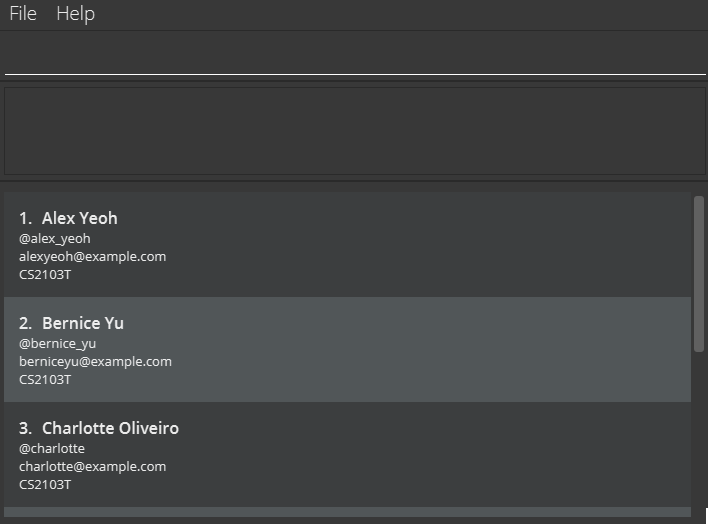 File Help
1. Alex Yeoh
@alex_yeoh
alexyeoh@example.com
CS2103T
2. Bernice Yu
@bernice_yu
berniceyu@example.com
CS2103T
3. Charlotte Oliveiro
@charlotte
charlotte@example.com
CS2103T